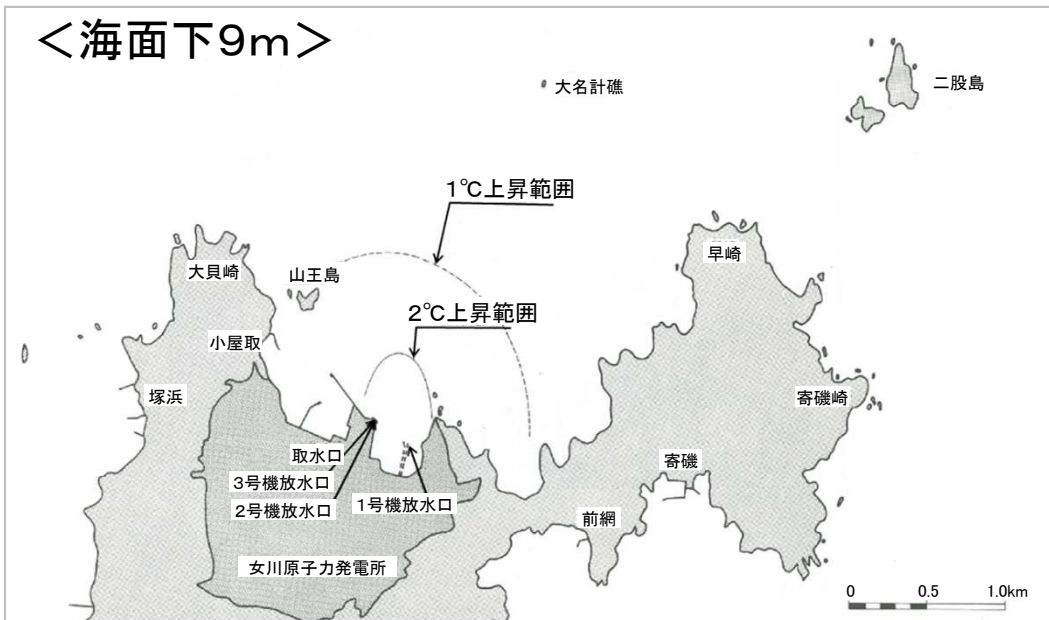 ＜海面下9m＞
大名計礁
二股島
1℃上昇範囲
早崎
大貝崎
山王島
2℃上昇範囲
小屋取
塚浜
寄磯崎
取水口
寄磯
3号機放水口
1号機放水口
2号機放水口
前網
女川原子力発電所
0 0.5 1.0km